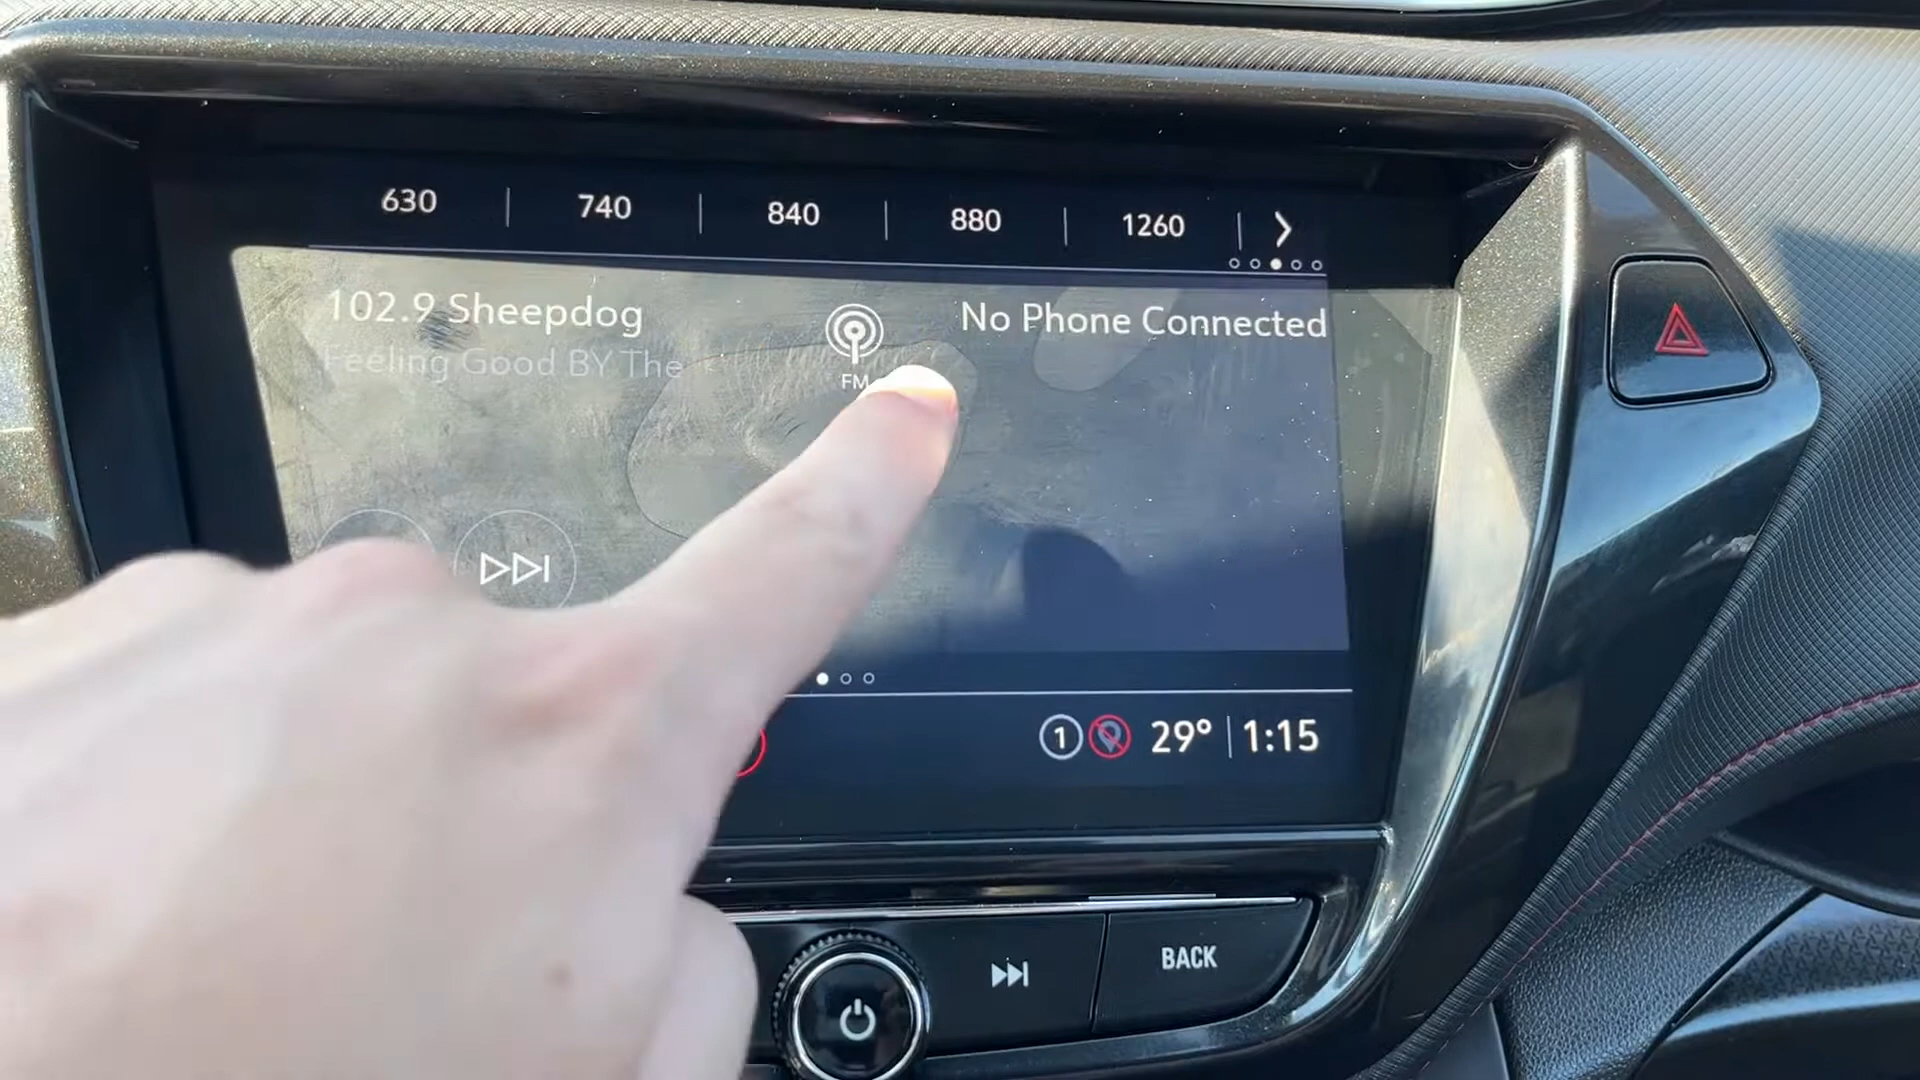 630 740 840 880 1260
102.9 Sheepdog
Feeling Good BY The
FM
No Phone Connected
1 29° 1:15
BACK